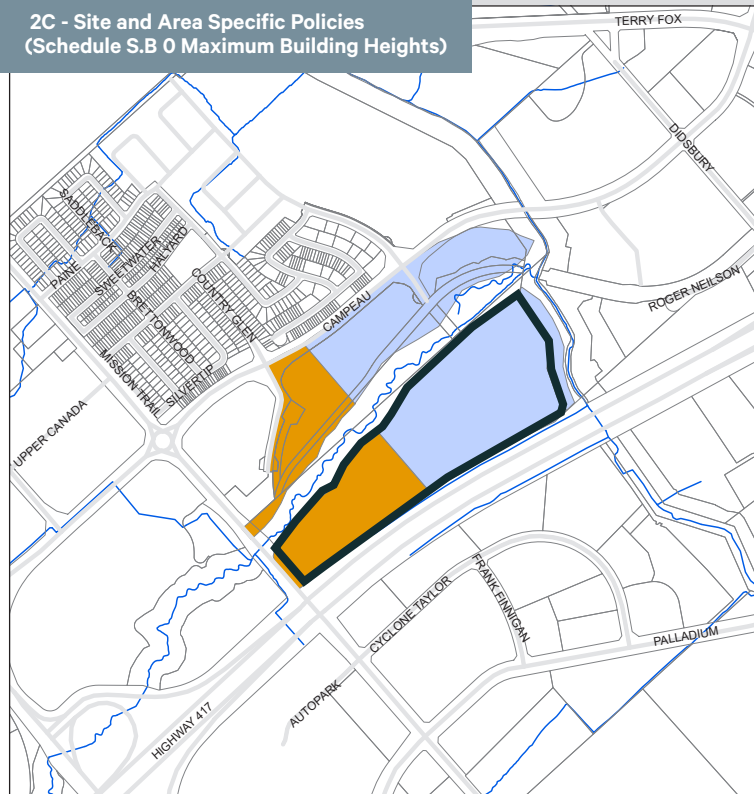 2C - Site and Area Specific Policies
(Schedule S.B 0 Maximum Building Heights)
TERRY FOX
DIDSBURY
SADDLEBACK
SWEETWATER
HALYARD
PAINE
COUNTRY GLEN
ROGER NEILSON
BRETTONWOOD
CAMPEAU
MISSION TRAIL
SILVERTIP
UPPER CANADA
FRANK FINNIGAN
CYCLONE TAYLOR
PALLADIUM
AUTOPARK
HIGHWAY 417